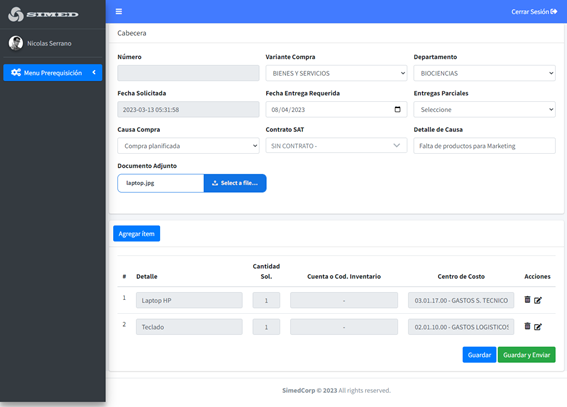 SIMED
Cerrar Sesión
Nicolas Serrano
Menu Prerequisición
Cabecera
Número
Variante Compra
Departamento
BIENES Y SERVICIOS
BIOCIENCIAS
Fecha Solicitada
Fecha Entrega Requerida
Entregas Parciales
2023-03-13 05:31:58
08/04/2023
Seleccione
Causa Compra
Contrato SAT
Detalle de Causa
Compra planificada
SIN CONTRATO -
Falta de productos para Marketing
Documento Adjunto
laptop.jpg
Select a file...
Agregar ítem
# Detalle Cantidad Sol. Cuenta o Cod. Inventario Centro de Costo Acciones
1 Laptop HP 1 - 03.01.17.00 - GASTOS S. TECNICO
2 Teclado 1 - 02.01.10.00 - GASTOS LOGISTICOS
Guardar
Guardar y Enviar
SimedCorp © 2023 All rights reserved.